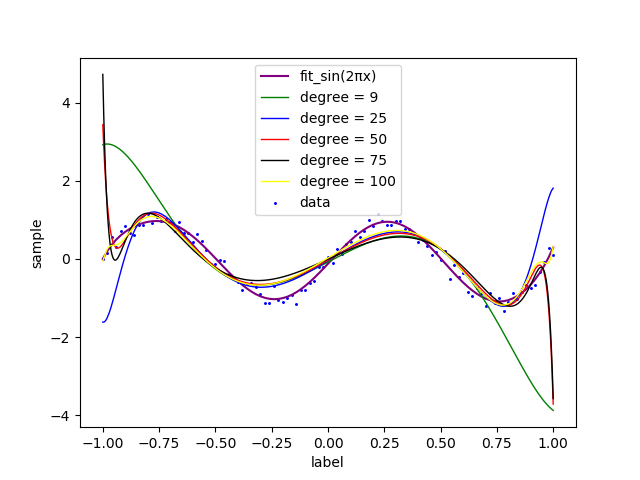 fit_sin(2πx)
degree = 9
degree = 25
degree = 50
degree = 75
degree = 100
data
4
2
0
−2
−4
sample
−1.00 −0.75 −0.50 −0.25 0.00 0.25 0.50 0.75 1.00
label